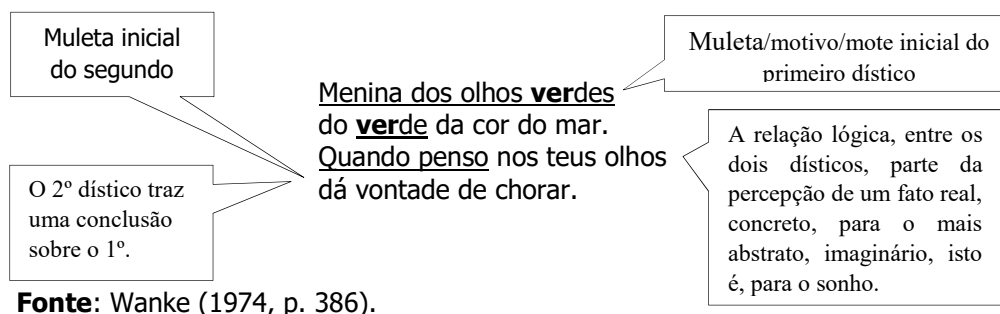 Muleta inicial
do segundo
Muleta/motivo/mote inicial do
primeiro dístico
Menina dos olhos verdes
do verde da cor do mar.
Quando penso nos teus olhos
dá vontade de chorar.
A relação lógica, entre os
dois dísticos, parte da
percepção de um fato real,
concreto, para o mais
abstrato, imaginário, isto
é, para o sonho.
O 2º dístico traz
uma conclusão
sobre o 1º.
Fonte: Wanke (1974, p. 386).